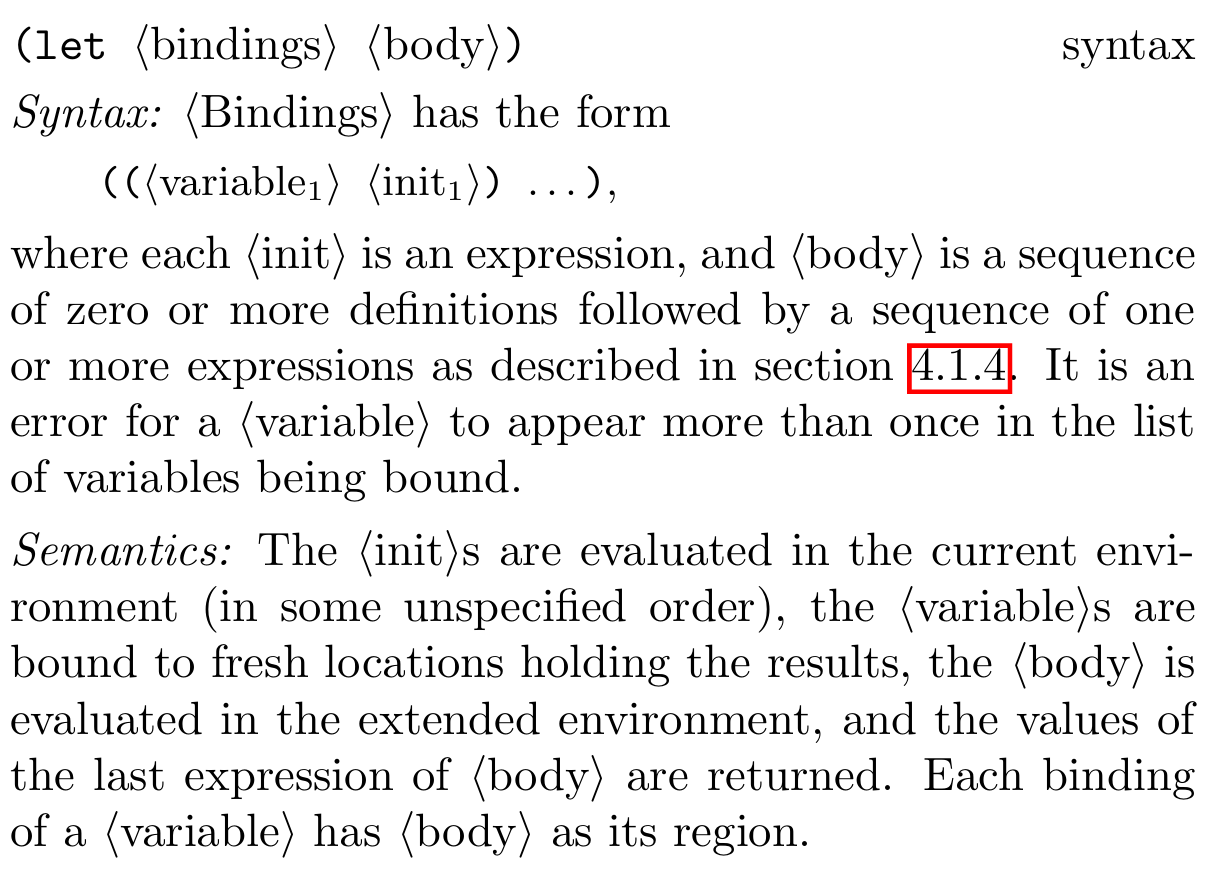 (let ⟨bindings⟩ ⟨body⟩) syntax
Syntax: ⟨Bindings⟩ has the form
((⟨variable₁⟩ ⟨init₁⟩) ...),
where each ⟨init⟩ is an expression, and ⟨body⟩ is a sequence
of zero or more definitions followed by a sequence of one
or more expressions as described in section 4.1.4. It is an
error for a ⟨variable⟩ to appear more than once in the list
of variables being bound.
Semantics: The ⟨init⟩s are evaluated in the current envi-
ronment (in some unspecified order), the ⟨variable⟩s are
bound to fresh locations holding the results, the ⟨body⟩ is
evaluated in the extended environment, and the values of
the last expression of ⟨body⟩ are returned. Each binding
of a ⟨variable⟩ has ⟨body⟩ as its region.